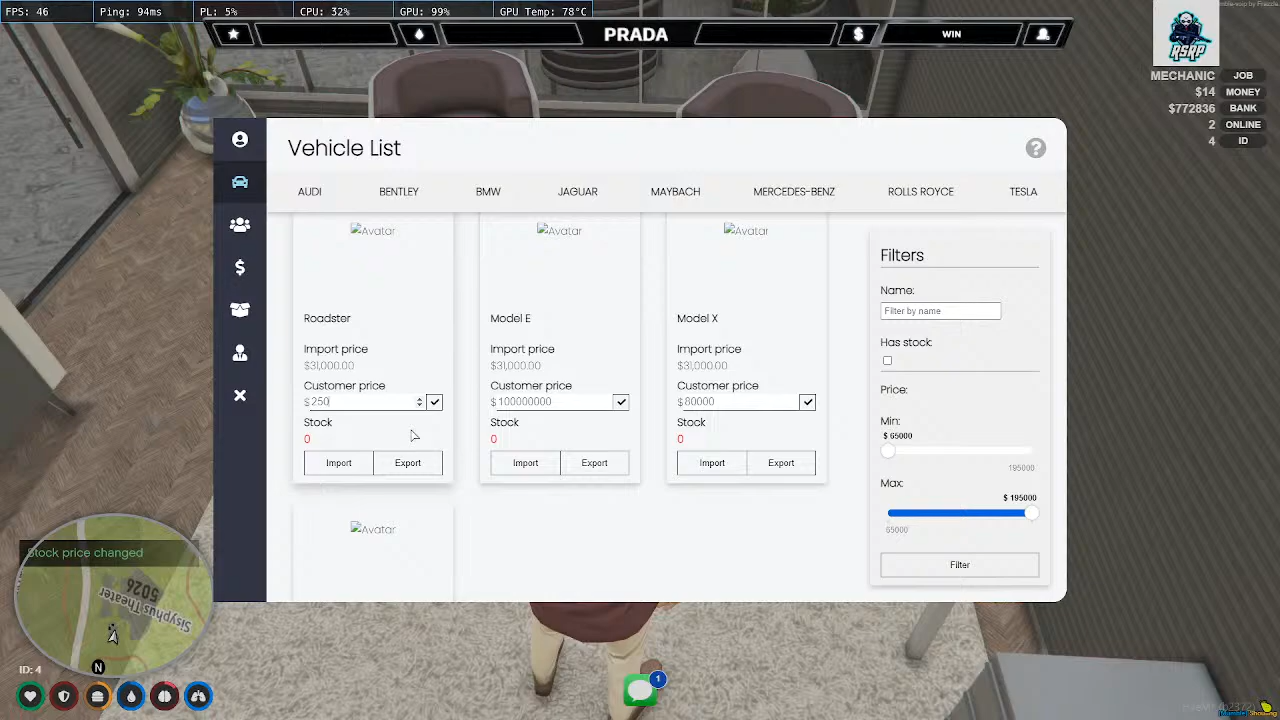 FPS: 46
Ping: 94ms
PL: 5%
CPU: 32%
GPU: 99%
GPU Temp: 78°C
PRADA
$
WIN
RSRP
MECHANIC JOB
$14 MONEY
$772836 BANK
2 ONLINE
4 ID
Vehicle List
?
AUDI
BENTLEY
BMW
JAGUAR
MAYBACH
MERCEDES-BENZ
ROLLS ROYCE
TESLA
Avatar
Roadster
Import price
$31,000.00
Customer price
$250
Stock
0
Import
Export
Avatar
Model E
Import price
$31,000.00
Customer price
$100000000
Stock
0
Import
Export
Avatar
Model X
Import price
$31,000.00
Customer price
$80000
Stock
0
Import
Export
Avatar
Filters
Name:
Filter by name
Has stock:
Price:
Min:
$ 65000
195000
Max:
$ 195000
65000
Filter
Stock price changed
5026
Sisyphus Theater
N
ID: 4
1